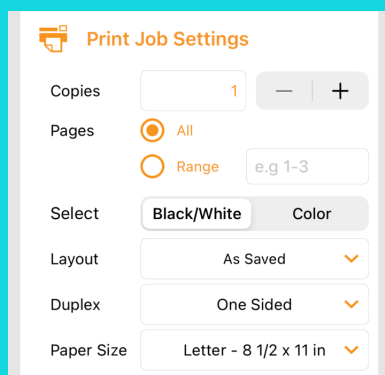 Print Job Settings
Copies 1 — +
Pages All
Range e.g 1-3
Select Black/White Color
Layout As Saved
Duplex One Sided
Paper Size Letter - 8 1/2 x 11 in